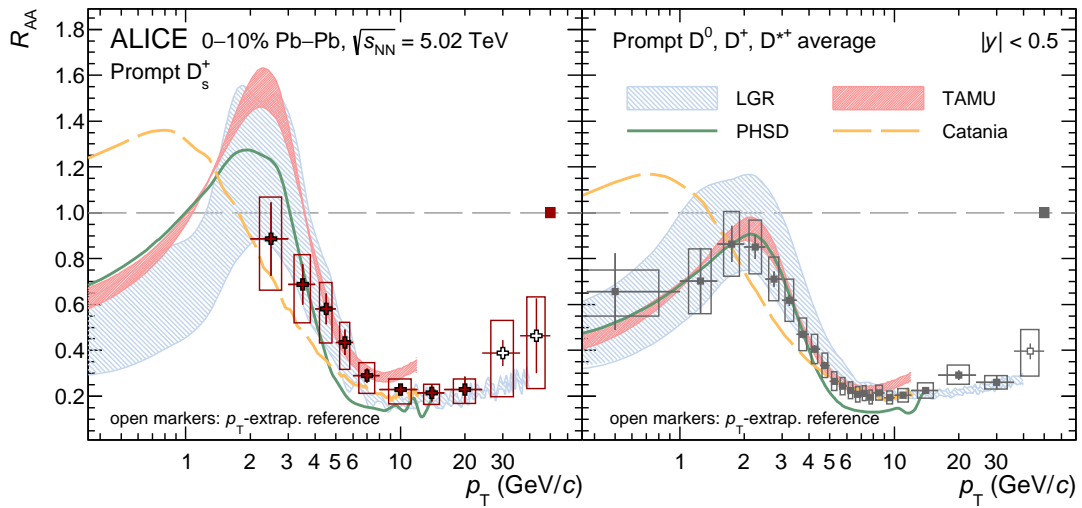 R_AA
1.8
1.6
1.4
1.2
1.0
0.8
0.6
0.4
0.2
ALICE 0–10% Pb–Pb, √s_NN = 5.02 TeV
Prompt D_s^+
open markers: p_T-extrap. reference
1 2 3 4 5 6 10 20 30
p_T (GeV/c)
Prompt D^0, D^+, D^*+ average |y| < 0.5
LGR TAMU
PHSD Catania
open markers: p_T-extrap. reference
1 2 3 4 5 6 10 20 30
p_T (GeV/c)